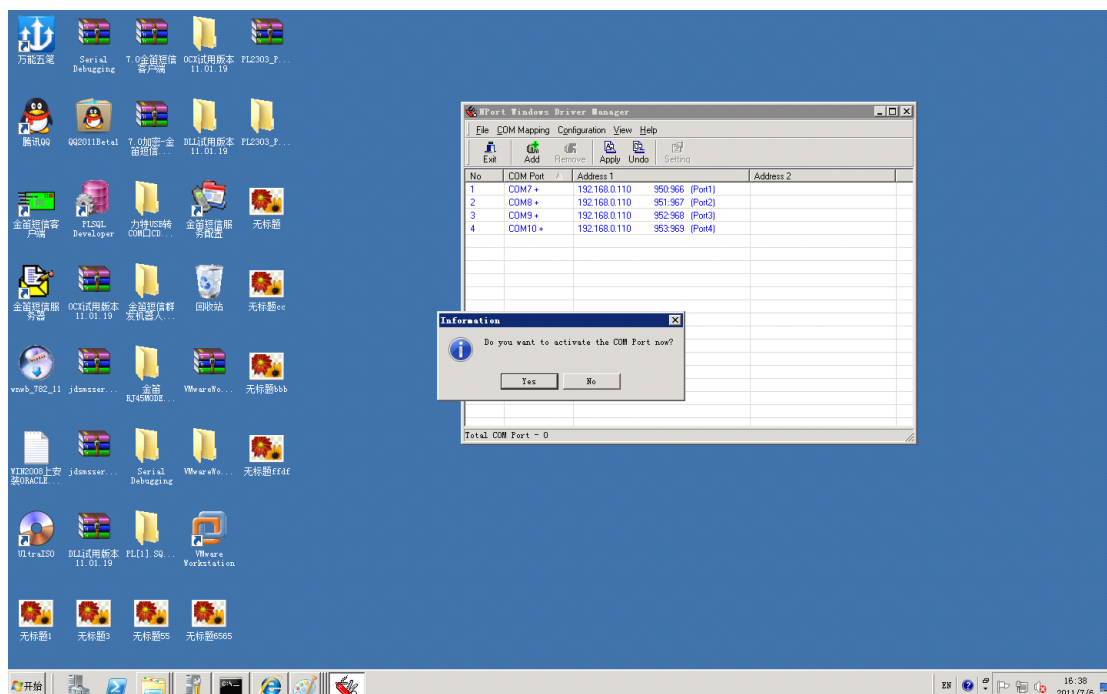 万能五笔
Serial
Debugging
7.0金笛短信
客户端
OCX试用版本
11.01.19
PL2303_P...
腾讯QQ
QQ2011Beta1
7.0加密-金
笛短信...
DLL试用版本
11.01.19
PL2303_P...
金笛短信客
户端
PLSQL
Developer
力特USB转
COM口CD...
金笛短信服
务配置
无标题
金笛短信服
务器
OCX试用版本
11.01.19
金笛短信群
发机器人...
回收站
无标题cc
wnwb_782_11
jdsmsser...
金笛
RJ45MODE...
VMwareWo...
无标题bbb
WIN2008上安
装ORACLE...
jdsmsser...
Serial
Debugging
VMwareWo...
无标题ffdf
UltraISO
DLL试用版本
11.01.19
PL[1].SQ...
VMware
Workstation
无标题1
无标题3
无标题55
无标题6565
NPort Windows Driver Manager
File COM Mapping Configuration View Help
Exit Add Remove Apply Undo Setting
No COM Port Address 1 Address 2
1 COM7 + 192.168.0.110 950:966 (Port1)
2 COM8 + 192.168.0.110 951:967 (Port2)
3 COM9 + 192.168.0.110 952:968 (Port3)
4 COM10 + 192.168.0.110 953:969 (Port4)
Information
Do you want to activate the COM Port now?
Yes No
Total COM Port - 0
开始
EN
16:38
2011/7/6